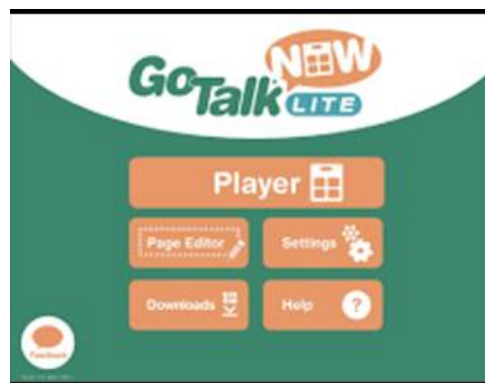 GoTalk NOW
LITE
Player
Page Editor
Settings
Downloads
Help
?
Feedback